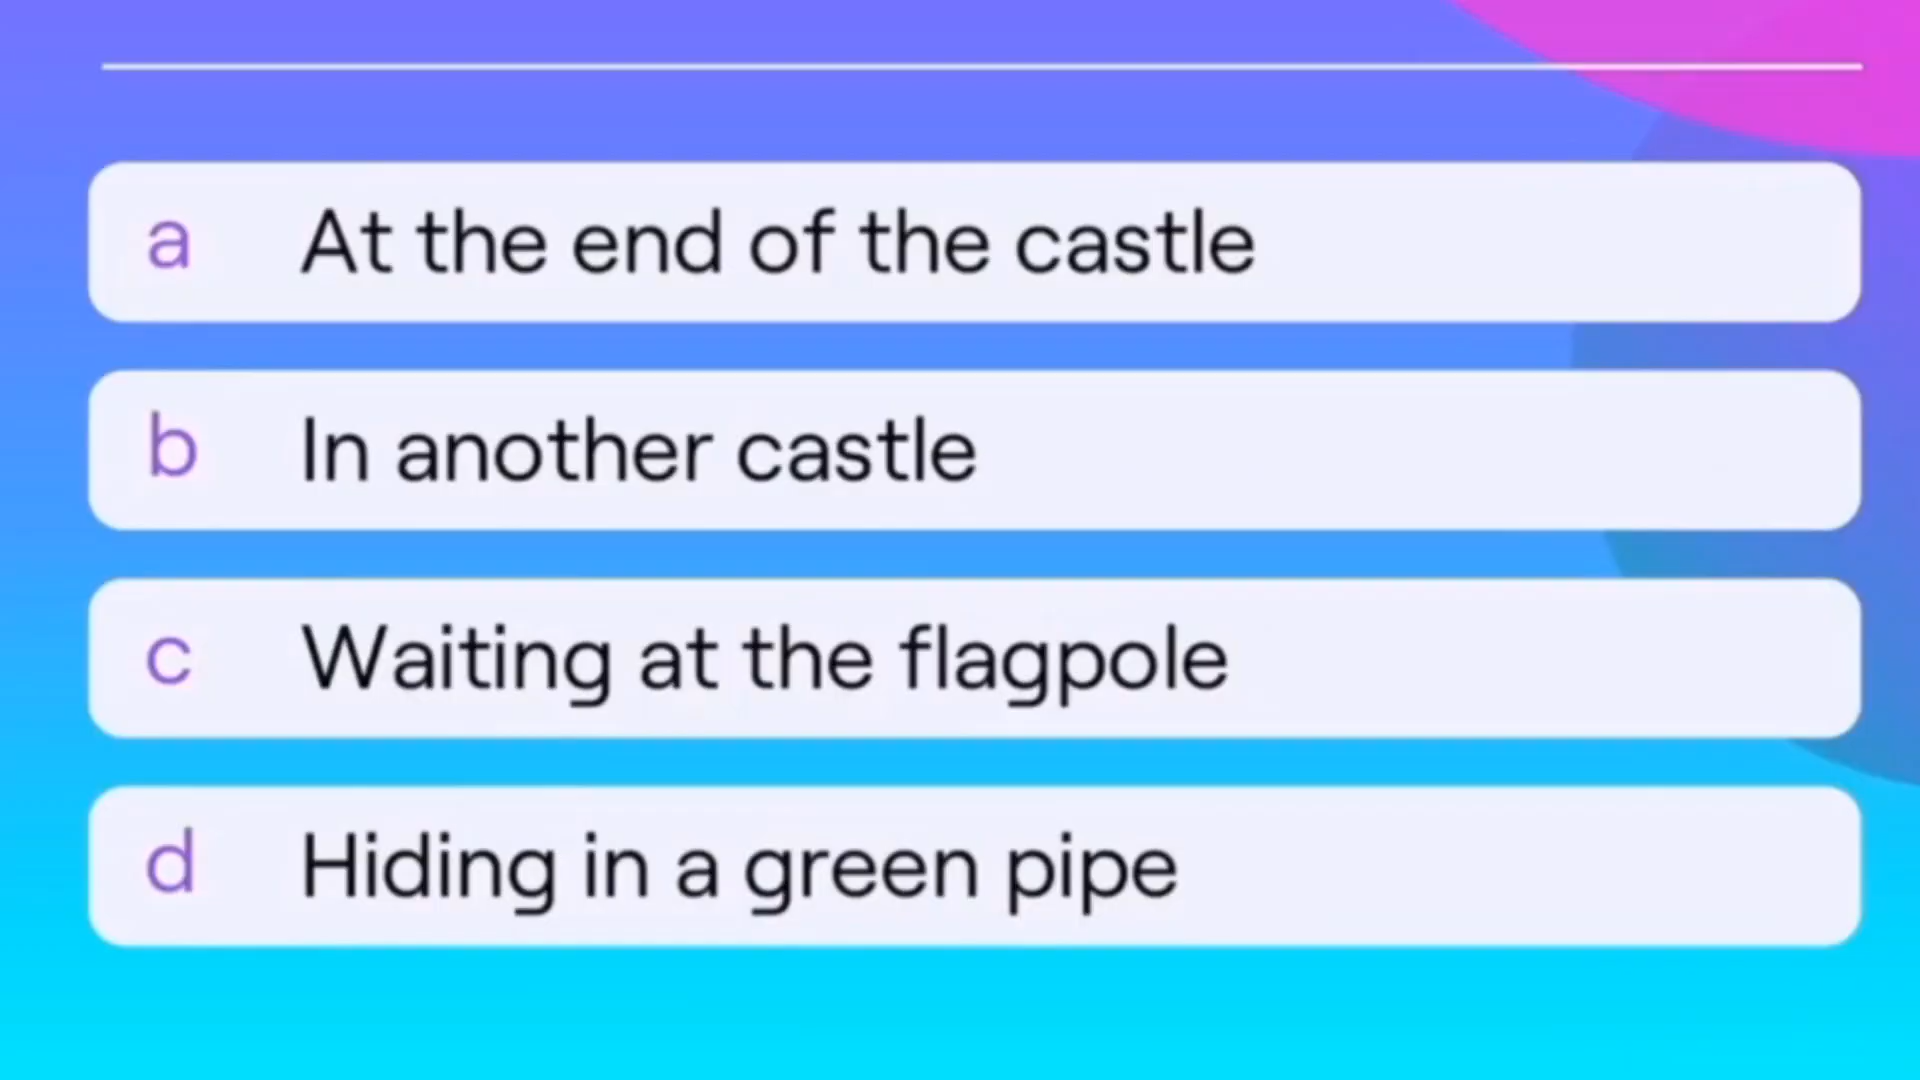 a At the end of the castle
b In another castle
c Waiting at the flagpole
d Hiding in a green pipe